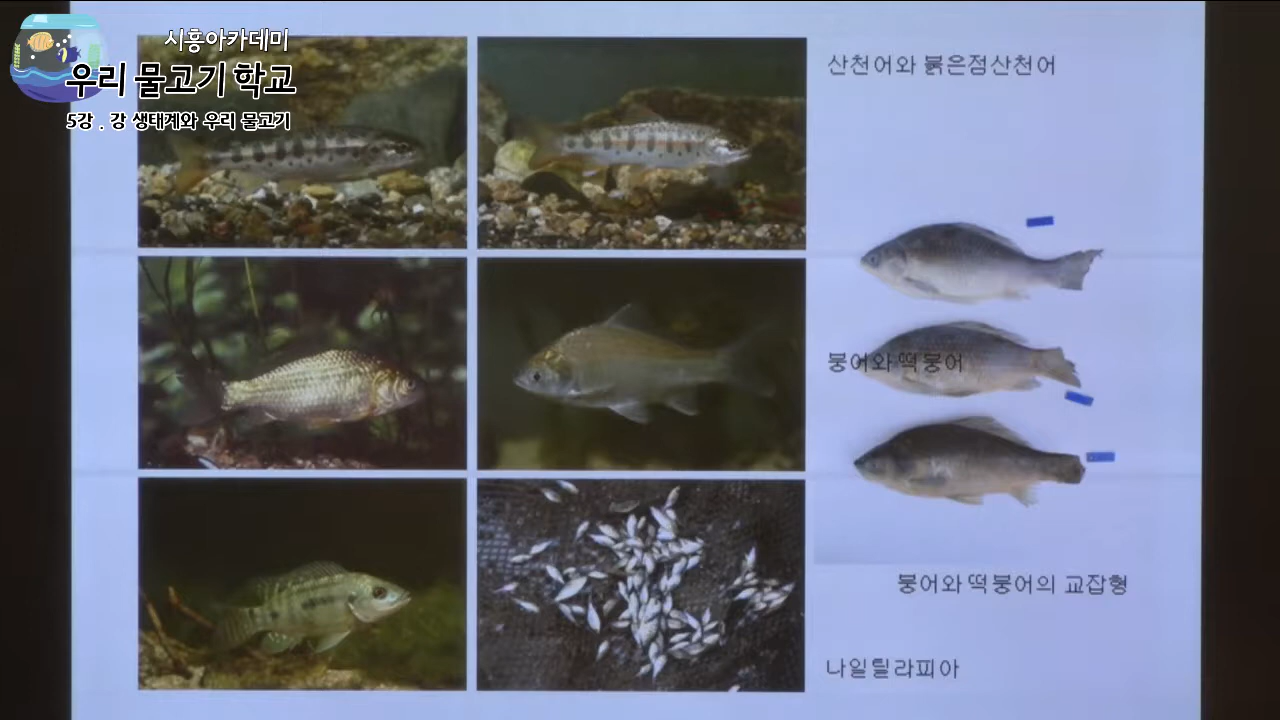 시흥아카데미
우리 물고기 학교
5강 . 강 생태계와 우리 물고기
산천어와 붉은점산천어
붕어와 떡붕어
붕어와 떡붕어의 교잡형
나일틸라피아